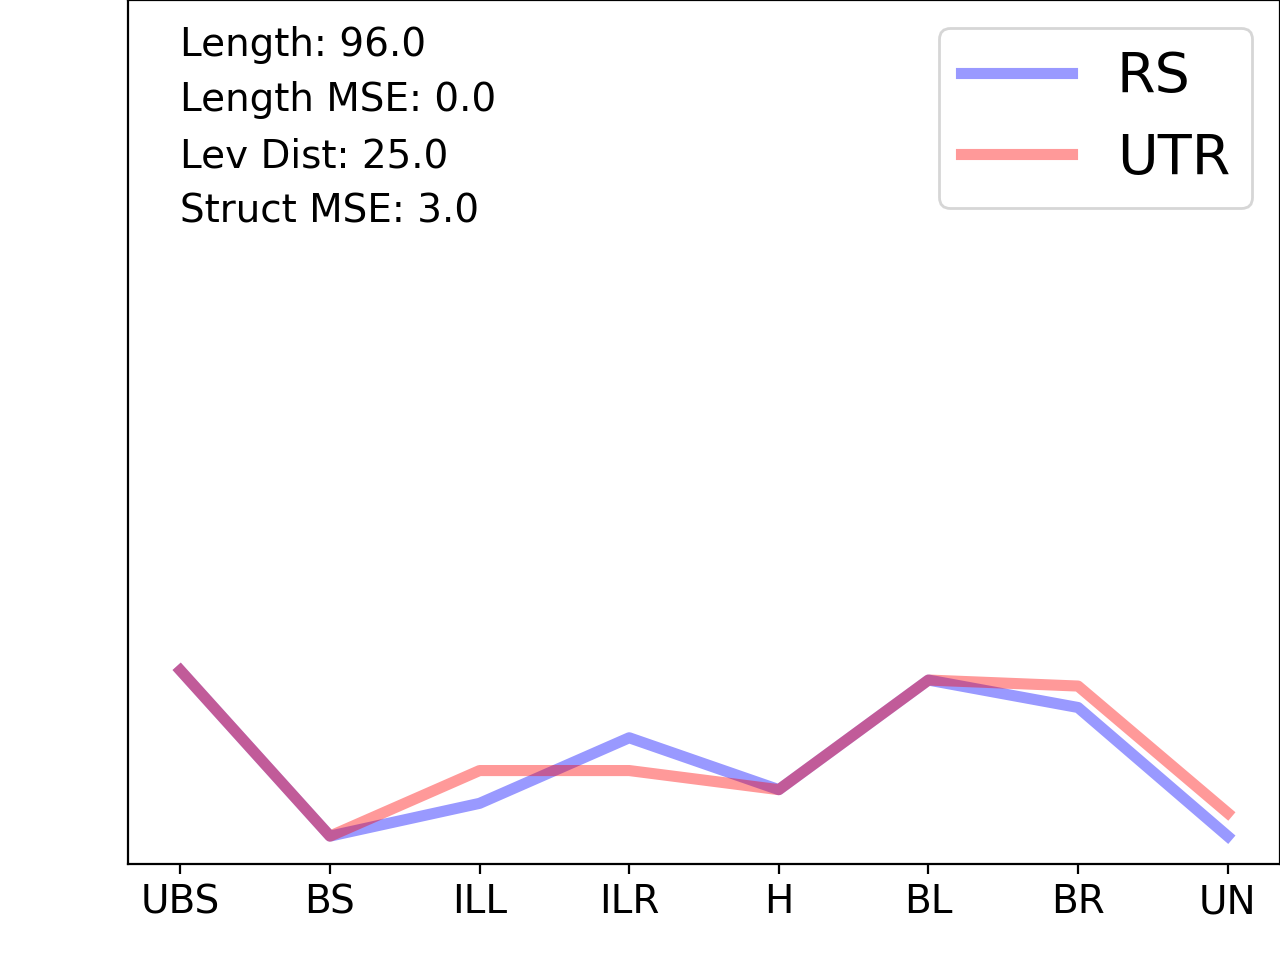 Length: 96.0
Length MSE: 0.0
Lev Dist: 25.0
Struct MSE: 3.0
RS
UTR
UBS BS ILL ILR H BL BR UN